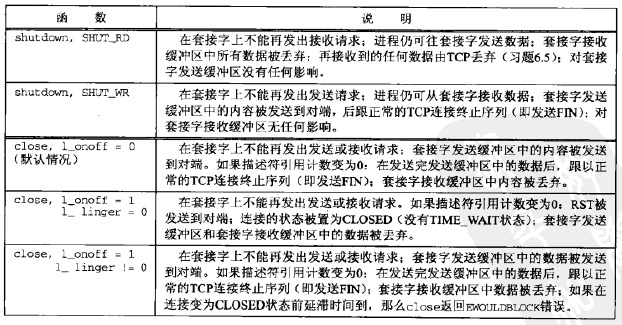 函 数 说 明
shutdown, SHUT_RD
在套接字上不能再发出接收请求；进程仍可往套接字发送数据；套接字接收
缓冲区中所有数据被丢弃；再接收到的任何数据由TCP丢弃（习题6.5）；对套接
字发送缓冲区没有任何影响。
shutdown, SHUT_WR
在套接字上不能再发出发送请求；进程仍可从套接字接收数据；套接字发送
缓冲区中的内容被发送到对端，后跟正常的TCP连接终止序列（即发送FIN）；对
套接字接收缓冲区无任何影响。
close, l_onoff = 0
(默认情况)
在套接字上不能再发出发送或接收请求；套接字发送缓冲区中的内容被发送
到对端。如果描述符引用计数变为0：在发送完发送缓冲区中的数据后，跟以正
常的TCP连接终止序列（即发送FIN）；套接字接收缓冲区中内容被丢弃。
close, l_onoff = 1
l_ linger = 0
在套接字上不能再发出发送或接收请求。如果描述符引用计数变为0：RST被
发送到对端；连接的状态被置为CLOSED（没有TIME_WAIT状态）；套接字发送
缓冲区和套接字接收缓冲区中的数据被丢弃。
close, l_onoff = 1
l_ linger != 0
在套接字上不能再发出发送或接收请求；套接字发送缓冲区中的数据被发送
到对端。如果描述符引用计数变为0：在发送完发送缓冲区中的数据后，跟以正
常的TCP连接终止序列（即发送FIN）；套接字接收缓冲区中数据被丢弃；如果在
连接变为CLOSED状态前延滞时间到，那么close返回EWOULDBLOCK错误。